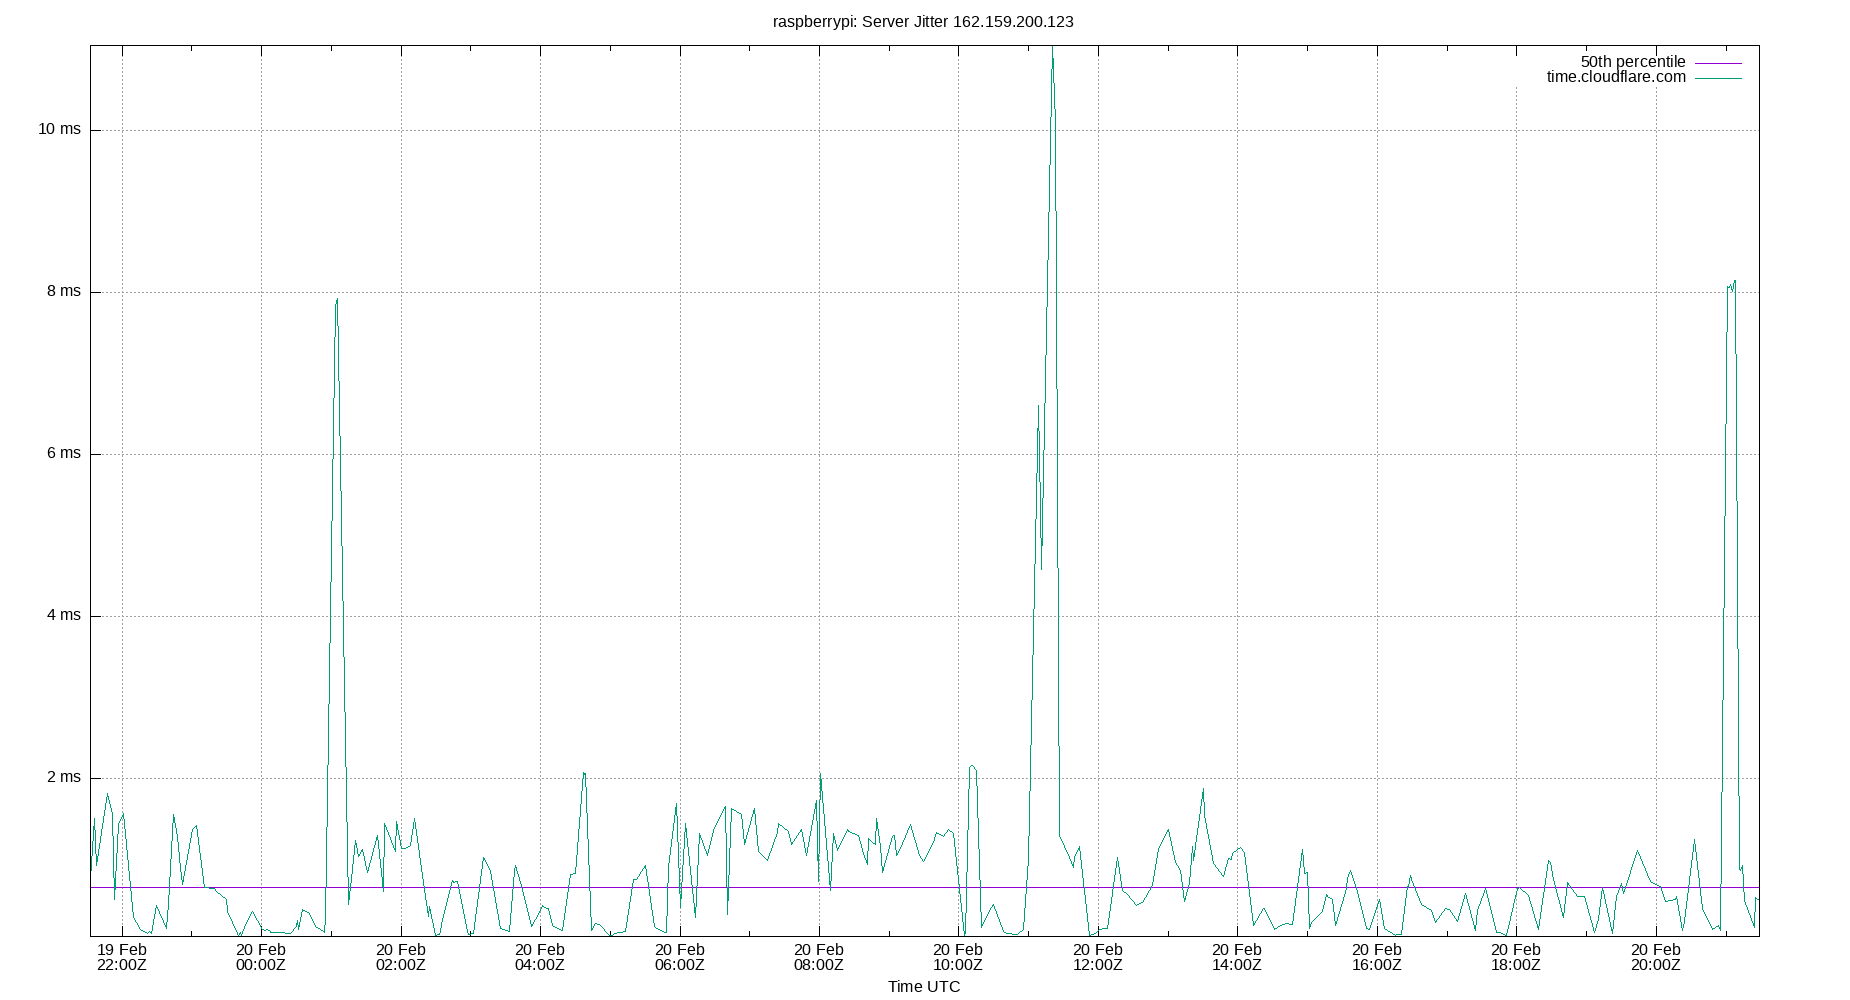 raspberrypi: Server Jitter 162.159.200.123
50th percentile
time.cloudflare.com
10 ms
8 ms
6 ms
4 ms
2 ms
19 Feb 20 Feb 20 Feb 20 Feb 20 Feb 20 Feb 20 Feb 20 Feb 20 Feb 20 Feb 20 Feb 20 Feb
22:00Z 00:00Z 02:00Z 04:00Z 06:00Z 08:00Z 10:00Z 12:00Z 14:00Z 16:00Z 18:00Z 20:00Z
Time UTC